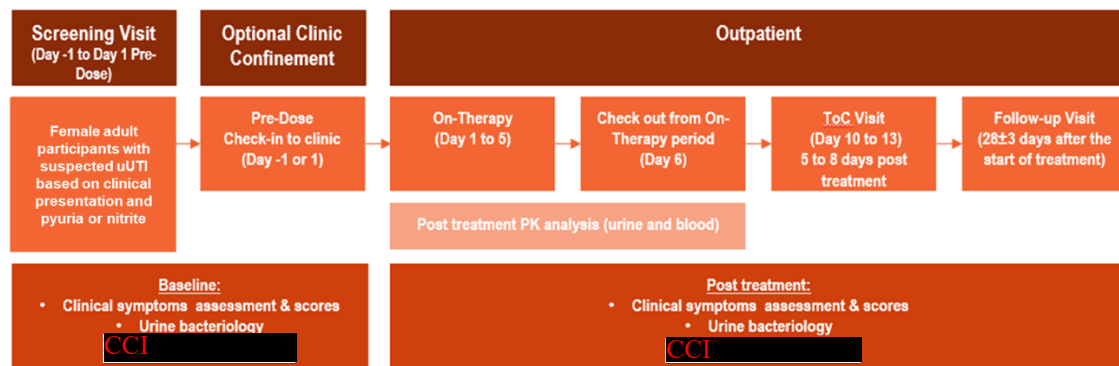 Screening Visit
(Day -1 to Day 1 Pre-
Dose)
Optional Clinic
Confinement
Outpatient
Female adult
participants with
suspected uUTI
based on clinical
presentation and
pyuria or nitrite
Pre-Dose
Check-in to clinic
(Day -1 or 1)
On-Therapy
(Day 1 to 5)
Check out from On-
Therapy period
(Day 6)
ToC Visit
(Day 10 to 13)
5 to 8 days post
treatment
Follow-up Visit
(28±3 days after the
start of treatment)
Post treatment PK analysis (urine and blood)
Baseline:
• Clinical symptoms assessment & scores
• Urine bacteriology
CCI
Post treatment:
• Clinical symptoms assessment & scores
• Urine bacteriology
CCI